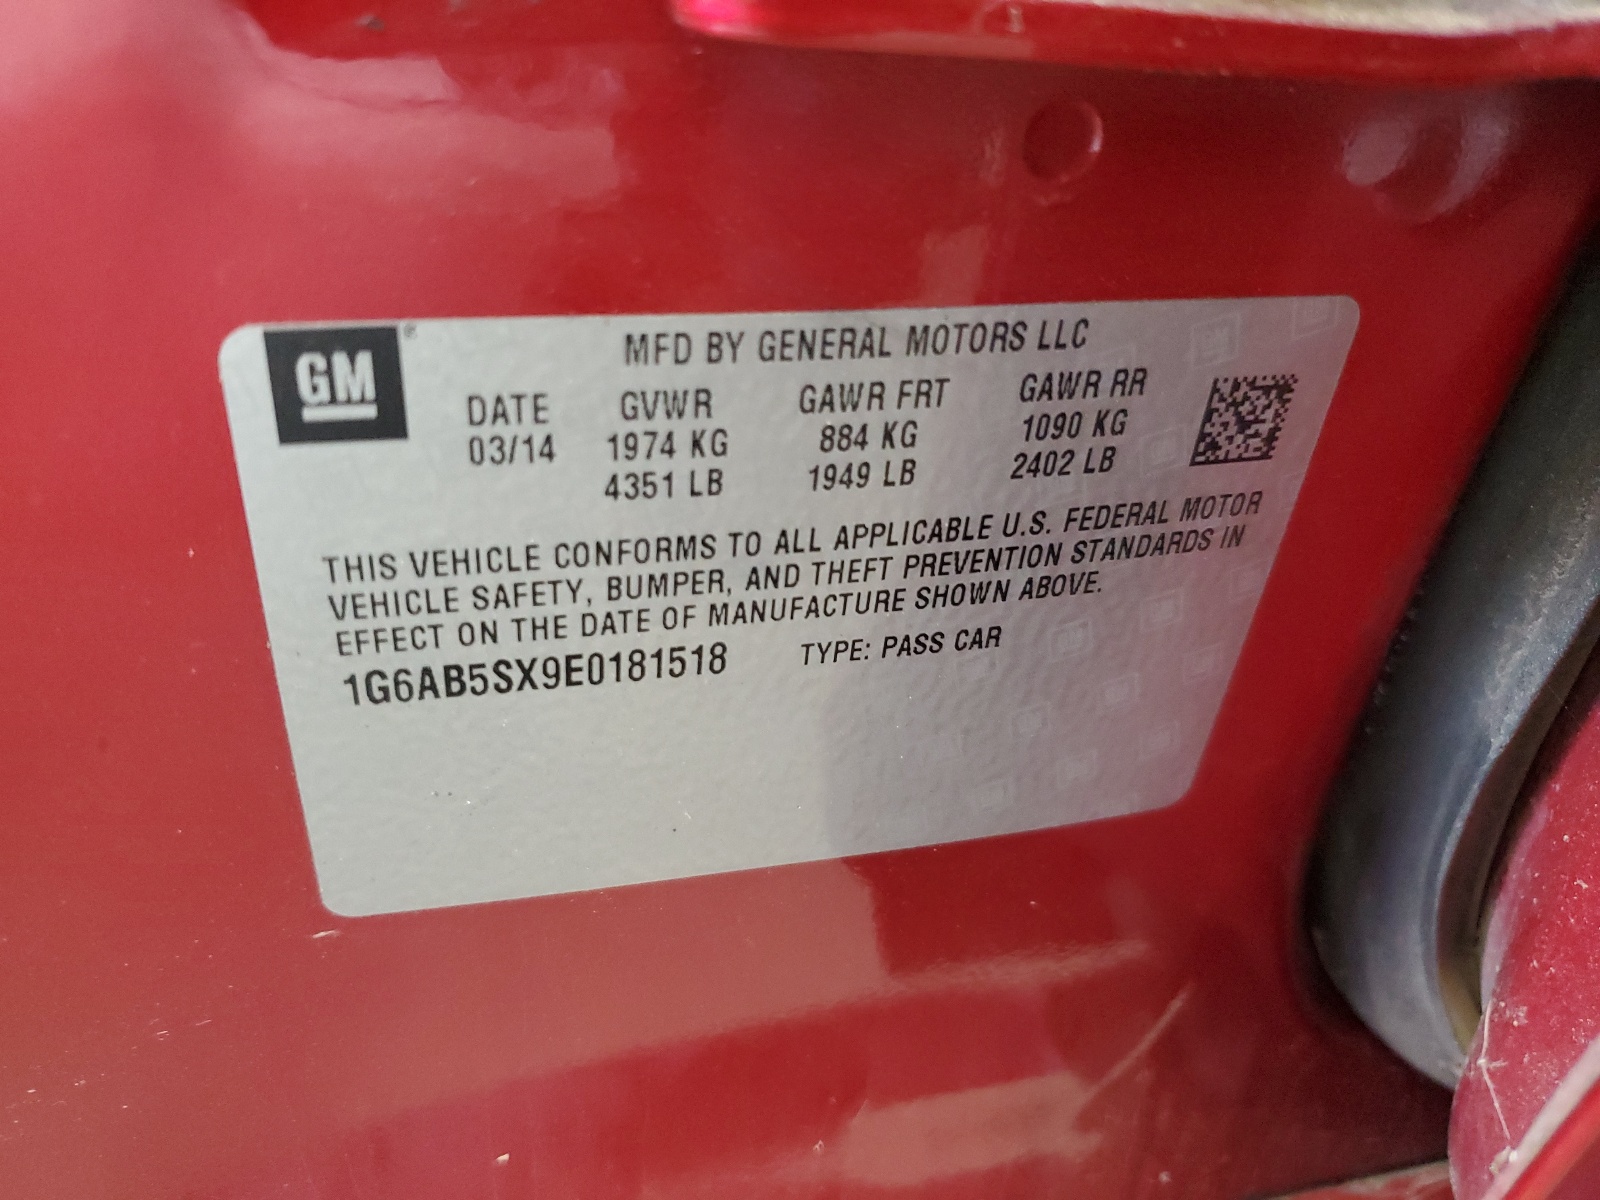 GM®
MFD BY GENERAL MOTORS LLC
DATE GVWR GAWR FRT GAWR RR
03/14 1974 KG 884 KG 1090 KG
4351 LB 1949 LB 2402 LB
THIS VEHICLE CONFORMS TO ALL APPLICABLE U.S. FEDERAL MOTOR
VEHICLE SAFETY, BUMPER, AND THEFT PREVENTION STANDARDS IN
EFFECT ON THE DATE OF MANUFACTURE SHOWN ABOVE.
1G6AB5SX9E0181518 TYPE: PASS CAR